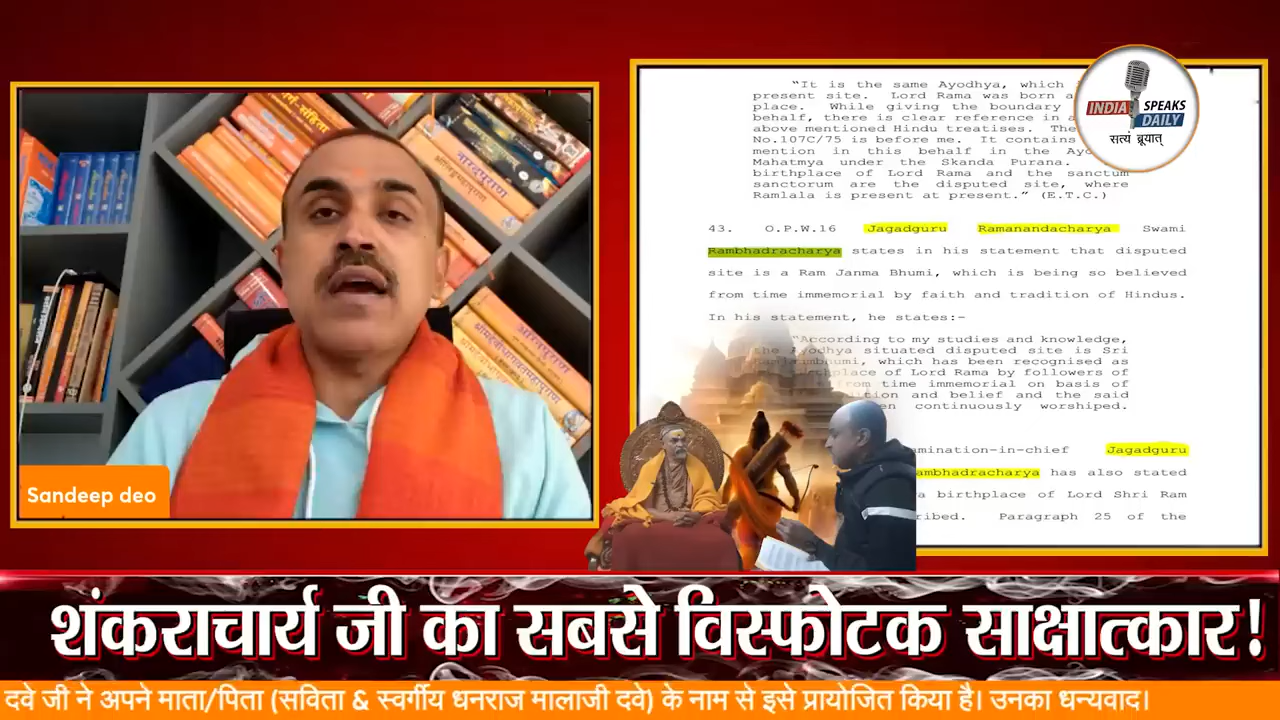 संहिता
नारदपुराण
Sandeep deo
INDIA SPEAKS DAILY
सत्यं ब्रूयात्
"It is the same Ayodhya, which
present site. Lord Rama was born
place. While giving the boundary
behalf, there is clear reference in
above mentioned Hindu treatises.
No.107C/75 is before me. It contains
mention in this behalf in the
Mahatmya under the Skanda Purana.
birthplace of Lord Rama and the sanctum
sanctorum are the disputed site, where
Ramlala is present at present." (E.T.C.)
43. O.P.W.16 Jagadguru Ramanandacharya Swami
Rambhadracharya states in his statement that disputed
site is a Ram Janma Bhumi, which is being so believed
from time immemorial by faith and tradition of Hindus.
In his statement, he states:-
"According to my studies and knowledge,
the Ayodhya situated disputed site is Sri
which has been recognised as
of Lord Rama by followers of
from time immemorial on basis of
and belief and the said
continuously worshiped.
Jagadguru
has also stated
a birthplace of Lord Shri Ram
Paragraph 25 of the
शंकराचार्य जी का सबसे विस्फोटक साक्षात्कार!
दवे जी ने अपने माता/पिता (सविता & स्वर्गीय धनराज मालाजी दवे) के नाम से इसे प्रायोजित किया है। उनका धन्यवाद।